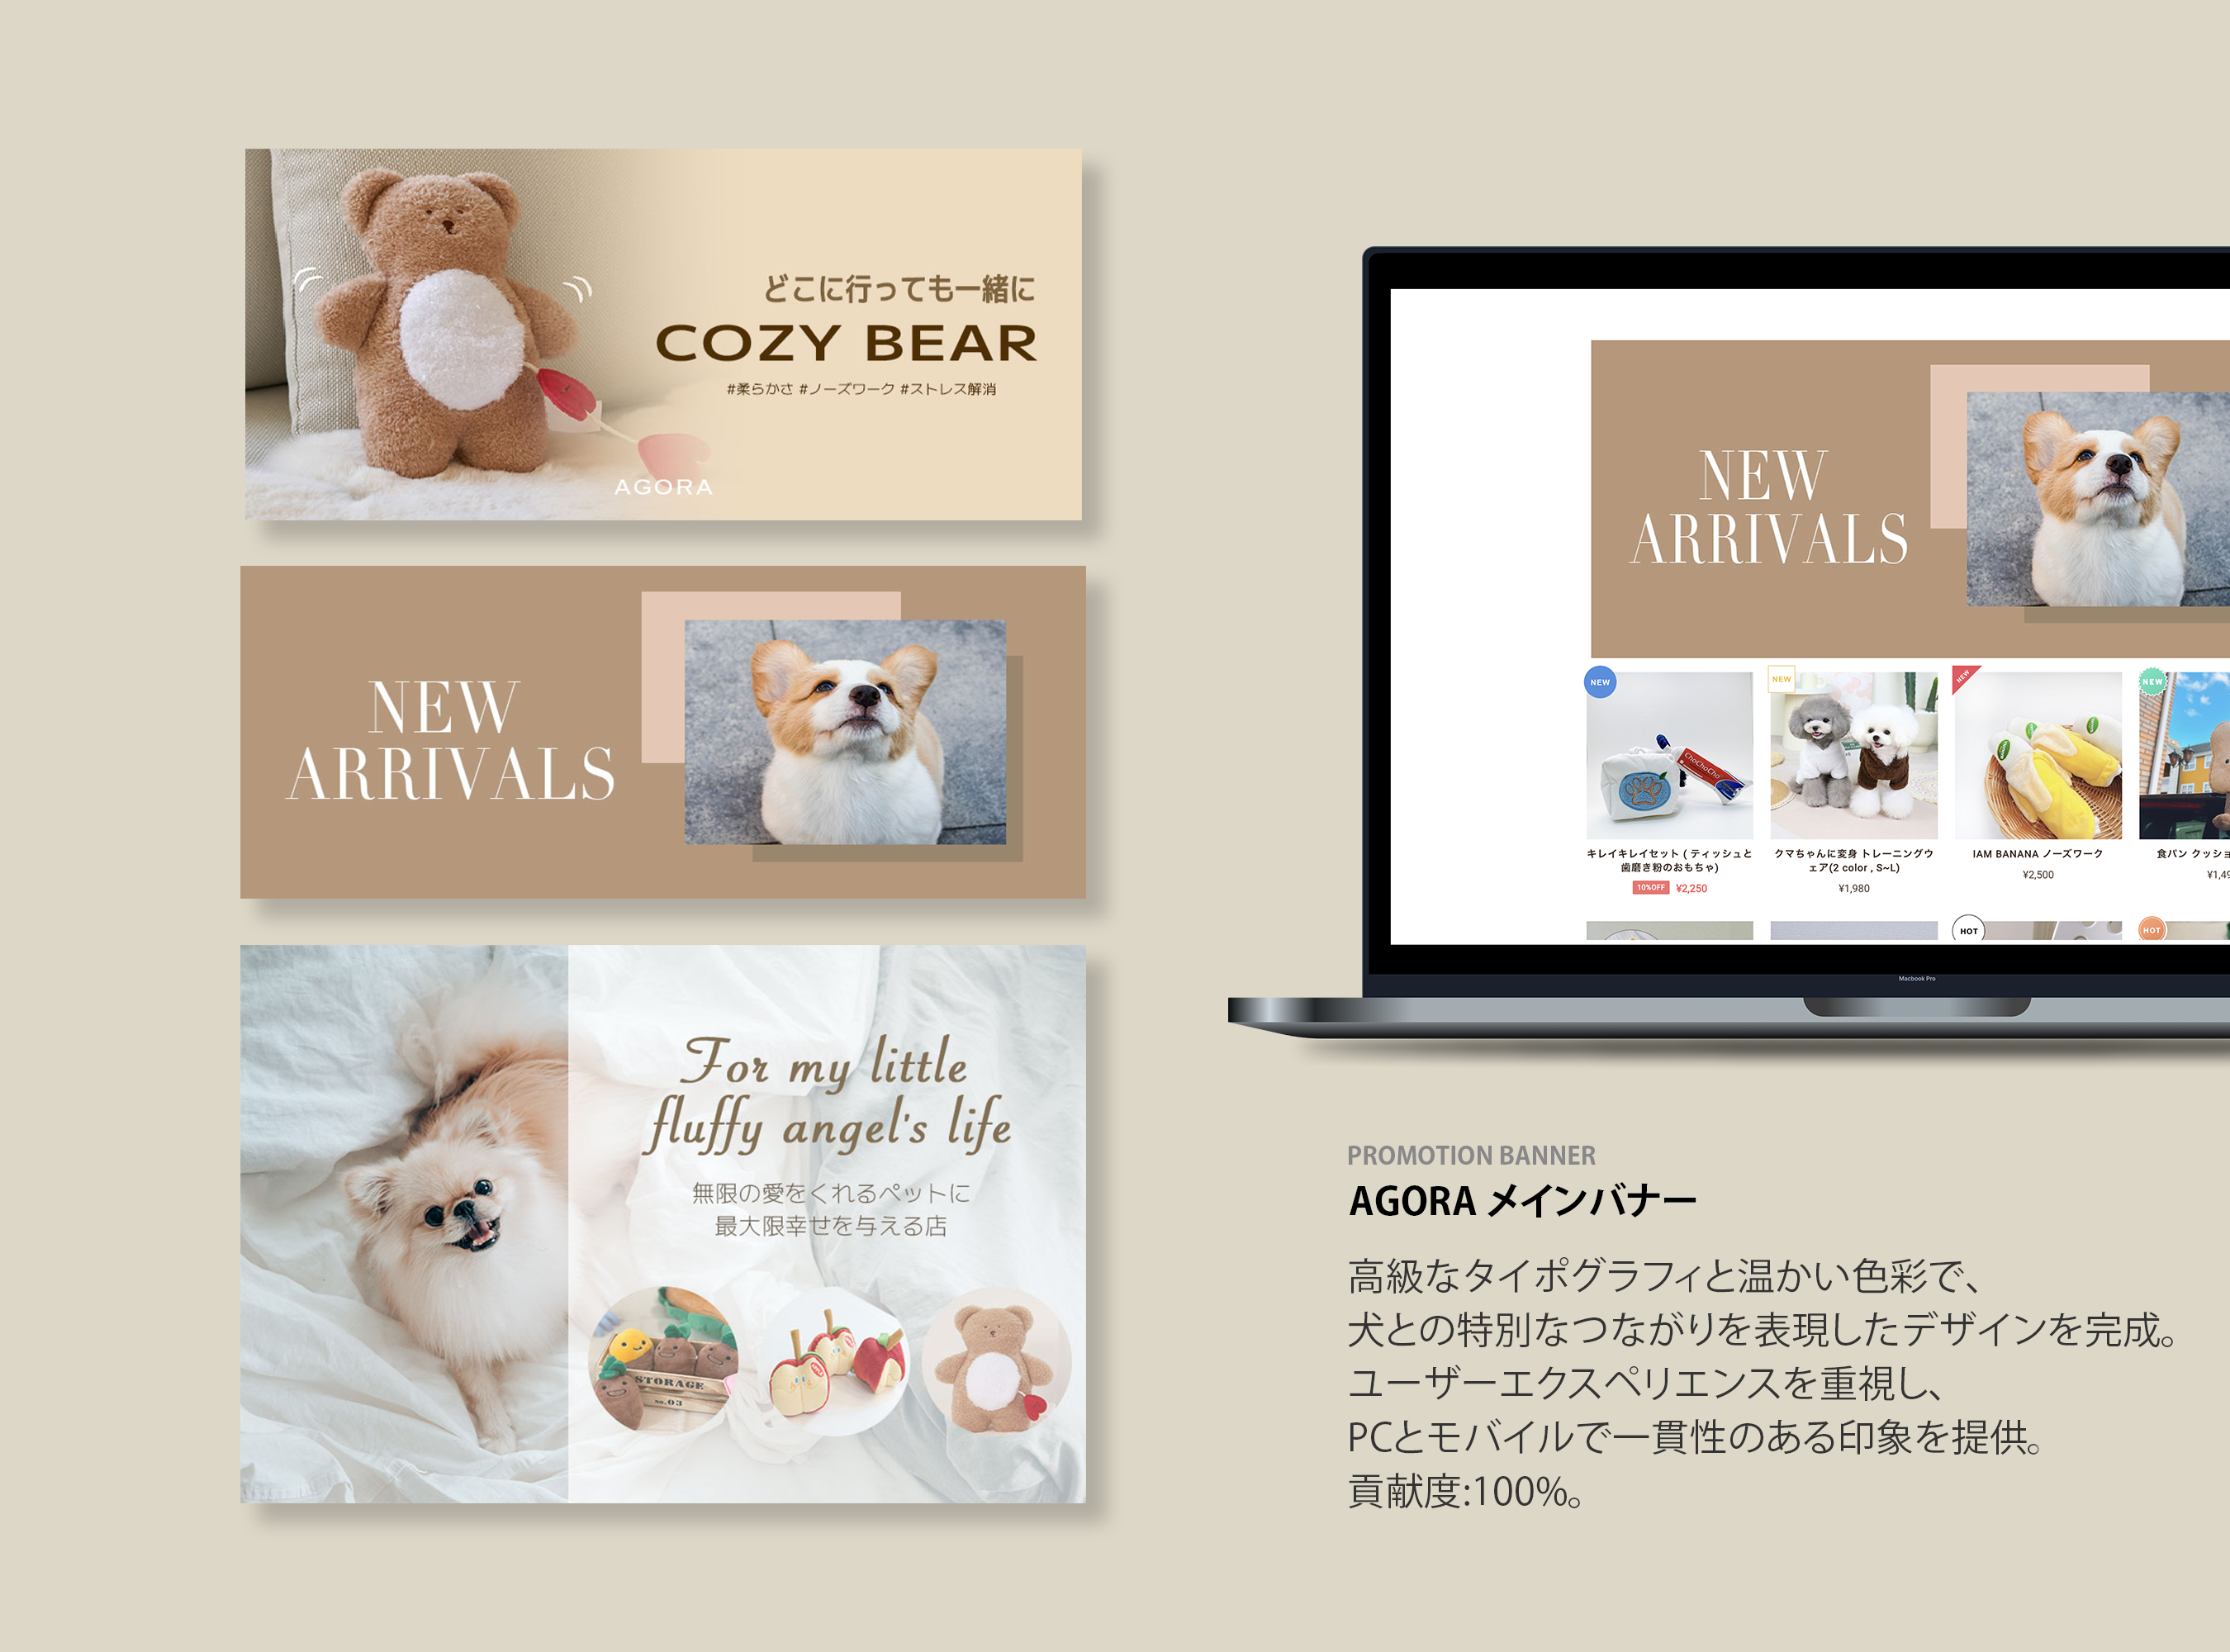 どこに行っても一緒に
COZY BEAR
#柔らかさ #ノーズワーク #ストレス解消
AGORA
NEW
ARRIVALS
For my little
fluffy angel's life
無限の愛をくれるペットに
最大限幸せを与える店
STORAGE
No.03
NEW
ARRIVALS
NEW
NEW
NEW
NEW
ChoChoCho
キレイキレイセット ( ティッシュと
歯磨き粉のおもちゃ)
10%OFF ¥2,250
クマちゃんに変身 トレーニングウ
ェア(2 color , S~L)
¥1,980
IAM BANANA ノーズワーク
¥2,500
食パン クッショ
¥1,49
HOT
HOT
Macbook Pro
PROMOTION BANNER
AGORA メインバナー
高級なタイポグラフィと温かい色彩で、
犬との特別なつながりを表現したデザインを完成。
ユーザーエクスペリエンスを重視し、
PCとモバイルで一貫性のある印象を提供。
貢献度:100%。